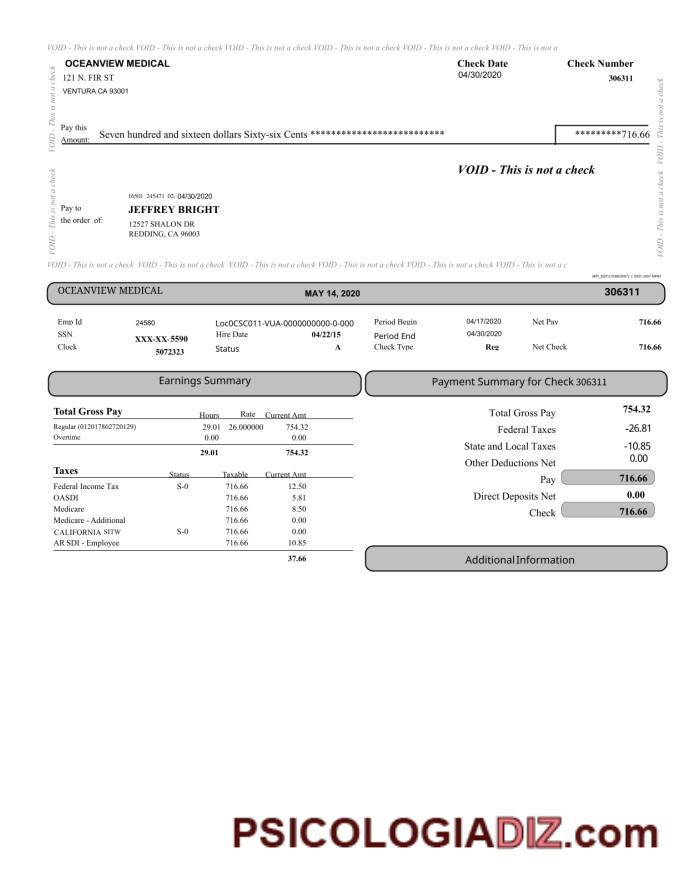 VOID - This is not a check VOID - This is not a check VOID - This is not a check VOID - This is not a check VOID - This is not a check VOID - This is not a
OCEANVIEW MEDICAL
Check Date
Check Number
121 N. FIR ST
04/30/2020
306311
VENTURA CA 93001
VOID - This is not a check
VOID - This is not a check
Pay this
Amount:
Seven hundred and sixteen dollars Sixty-six Cents **************************
*********716.66
VOID - This is not a check
VOID - This is not a check
VOID - This is not a check
16501 245471 02. 04/30/2020
Pay to
the order of:
JEFFREY BRIGHT
12527 SHALON DR
REDDING, CA 96003
VOID - This is not a check VOID - This is not a check VOID - This is not a check VOID - This is not a check VOID - This is not a check VOID - This is not a c
OCEANVIEW MEDICAL MAY 14, 2020 306311
Emp Id 24580 Loc0CSC011-VUA-0000000000-0-000 Period Begin 04/17/2020 Net Pay 716.66
SSN XXX-XX-5590 Hire Date 04/22/15 Period End 04/30/2020
Clock 5072323 Status A Check Type Reg Net Check 716.66
Earnings Summary
Payment Summary for Check 306311
Total Gross Pay Hours Rate Current Amt
Regular (012017862720129) 29.01 26.000000 754.32
Overtime 0.00 0.00
29.01 754.32
Taxes Status Taxable Current Amt
Federal Income Tax S-0 716.66 12.50
OASDI 716.66 5.81
Medicare 716.66 8.50
Medicare - Additional 716.66 0.00
CALIFORNIA SITW S-0 716.66 0.00
AR SDI - Employee 716.66 10.85
37.66
Total Gross Pay 754.32
Federal Taxes -26.81
State and Local Taxes -10.85
Other Deductions Net 0.00
Pay 716.66
Direct Deposits Net 0.00
Check 716.66
Additional Information
PSICOLOGIADIZ.com